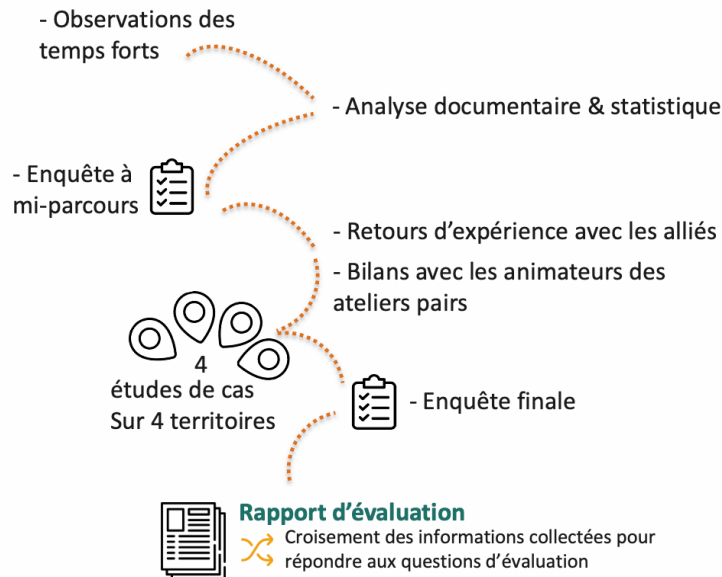 - Observations des
temps forts
- Analyse documentaire & statistique
- Enquête à
mi-parcours
- Retours d’expérience avec les alliés
- Bilans avec les animateurs des
ateliers pairs
4
études de cas
Sur 4 territoires
- Enquête finale
Rapport d’évaluation
Croisement des informations collectées pour
répondre aux questions d’évaluation